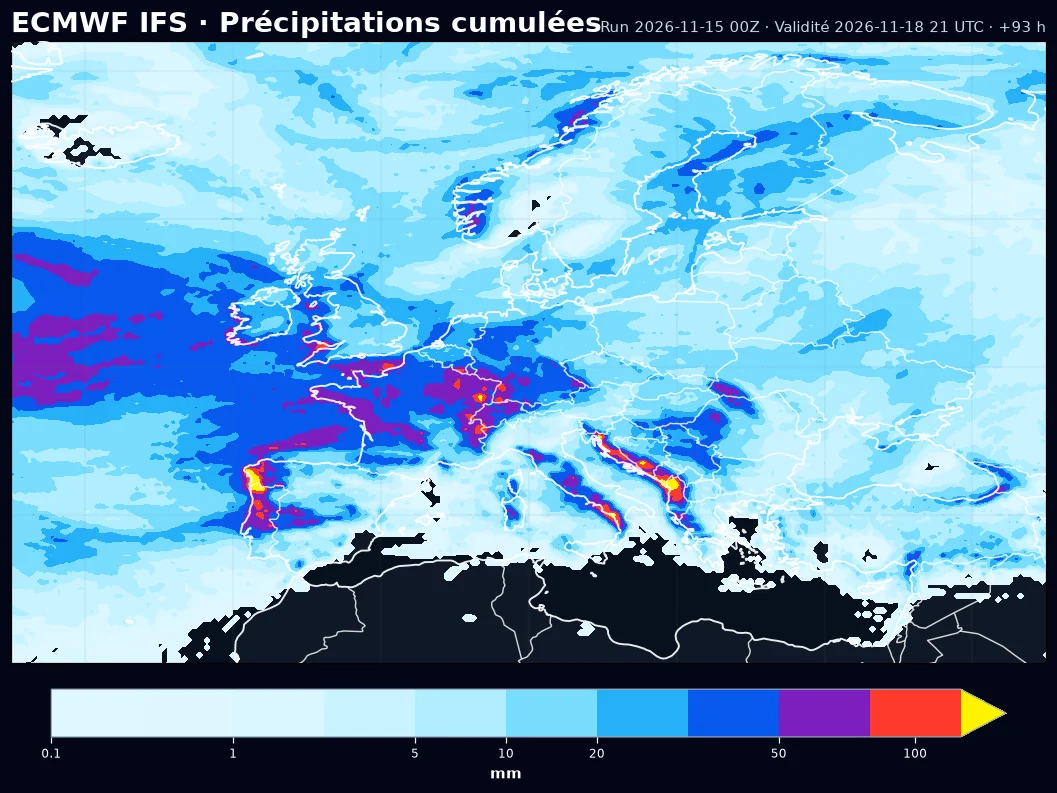 ECMWF IFS · Précipitations cumulées
Run 2026-11-15 00Z · Validité 2026-11-18 21 UTC · +93 h
0.1 1 5 10 20 50 100
mm